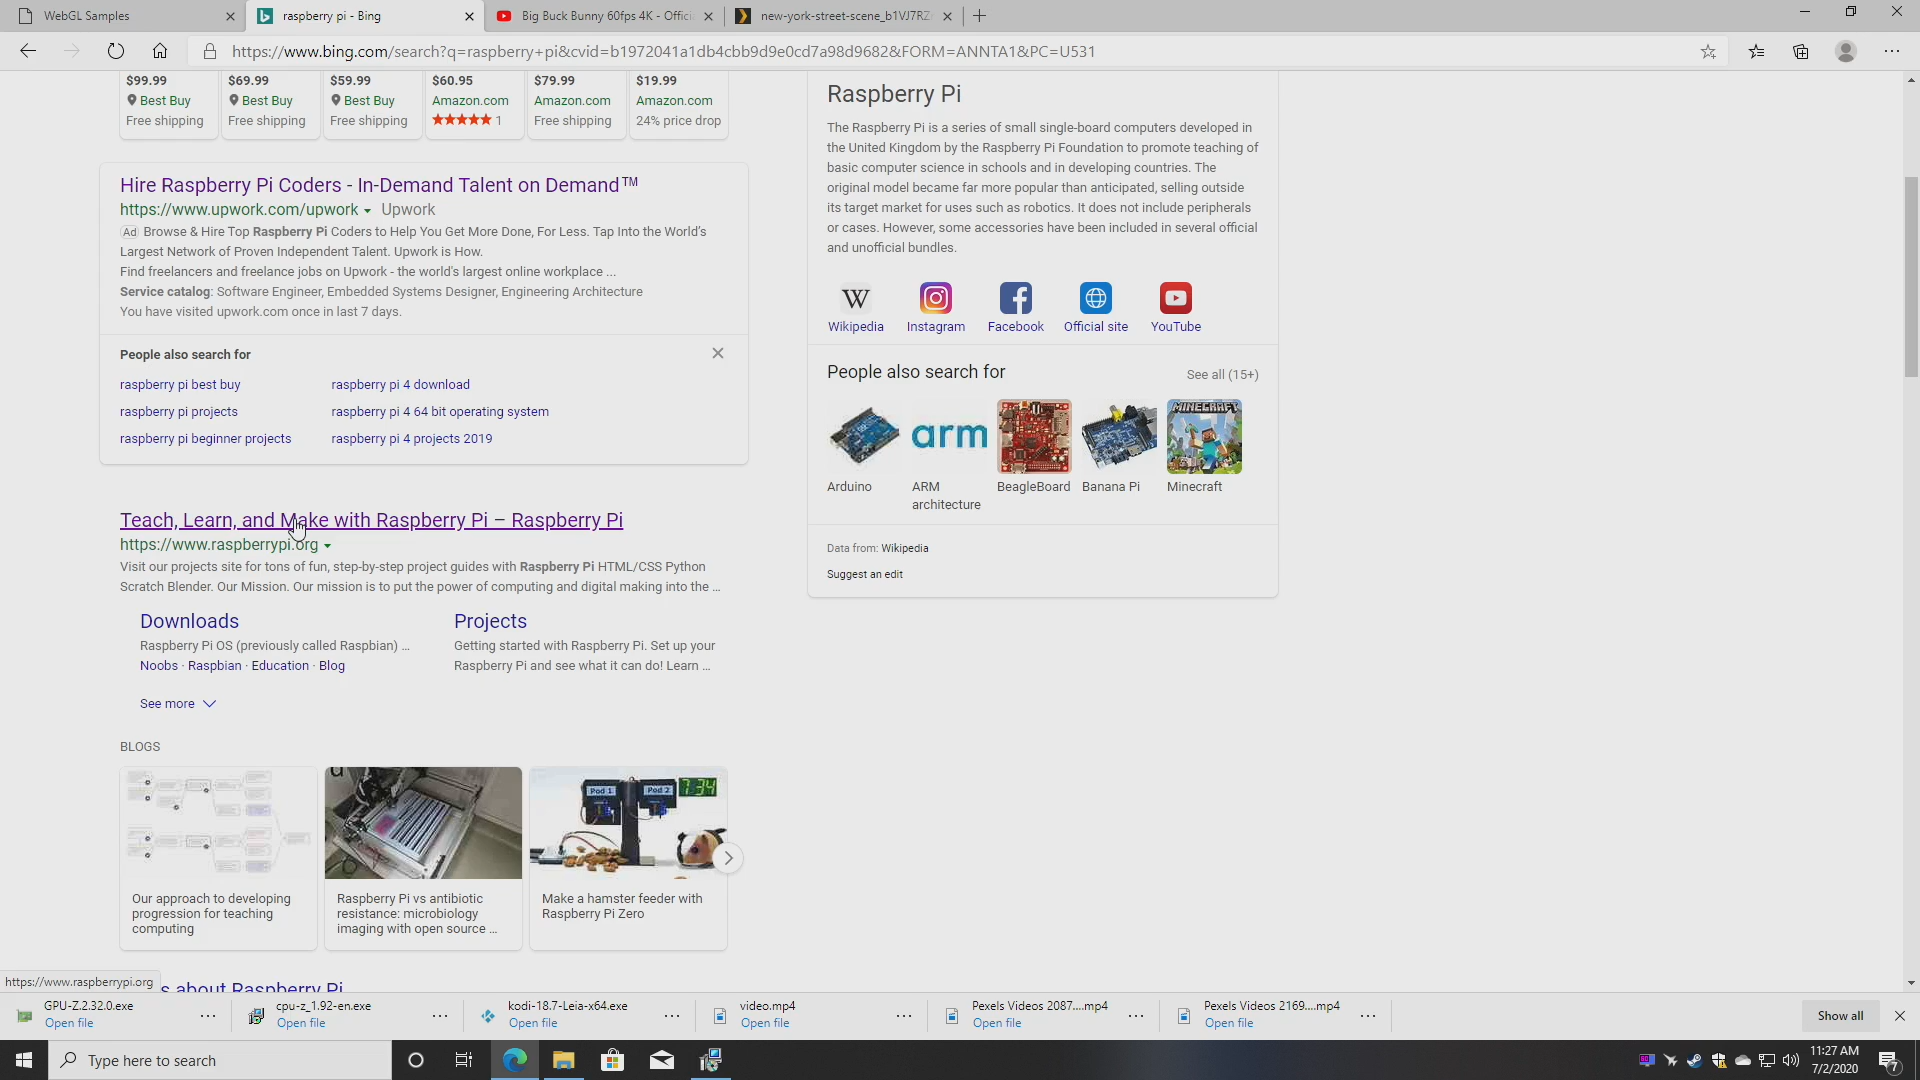 WebGL Samples
raspberry pi - Bing
Big Buck Bunny 60fps 4K - Offici
new-york-street-scene_b1VJ7RZ
https://www.bing.com/search?q=raspberry+pi&cvid=b1972041a1db4cbb9d9e0cd7a98d9682&FORM=ANNTA1&PC=U531
$99.99
Best Buy
Free shipping
$69.99
Best Buy
Free shipping
$59.99
Best Buy
Free shipping
$60.95
Amazon.com
★★★★★ 1
$79.99
Amazon.com
Free shipping
$19.99
Amazon.com
24% price drop
Hire Raspberry Pi Coders - In-Demand Talent on Demand™
https://www.upwork.com/upwork Upwork
Ad Browse & Hire Top Raspberry Pi Coders to Help You Get More Done, For Less. Tap Into the World's
Largest Network of Proven Independent Talent. Upwork is How.
Find freelancers and freelance jobs on Upwork - the world's largest online workplace ...
Service catalog: Software Engineer, Embedded Systems Designer, Engineering Architecture
You have visited upwork.com once in last 7 days.
People also search for
raspberry pi best buy
raspberry pi 4 download
raspberry pi projects
raspberry pi 4 64 bit operating system
raspberry pi beginner projects
raspberry pi 4 projects 2019
Teach, Learn, and Make with Raspberry Pi – Raspberry Pi
https://www.raspberrypi.org
Visit our projects site for tons of fun, step-by-step project guides with Raspberry Pi HTML/CSS Python
Scratch Blender. Our Mission. Our mission is to put the power of computing and digital making into the ...
Downloads
Raspberry Pi OS (previously called Raspbian) ...
Noobs · Raspbian · Education · Blog
Projects
Getting started with Raspberry Pi. Set up your
Raspberry Pi and see what it can do! Learn ...
See more
BLOGS
Pod 1
Pod 2
7:34
Our approach to developing
progression for teaching
computing
Raspberry Pi vs antibiotic
resistance: microbiology
imaging with open source ...
Make a hamster feeder with
Raspberry Pi Zero
s about Raspberry Pi
https://www.raspberrypi.org
Raspberry Pi
The Raspberry Pi is a series of small single-board computers developed in
the United Kingdom by the Raspberry Pi Foundation to promote teaching of
basic computer science in schools and in developing countries. The
original model became far more popular than anticipated, selling outside
its target market for uses such as robotics. It does not include peripherals
or cases. However, some accessories have been included in several official
and unofficial bundles.
W
Wikipedia
Instagram
Facebook
Official site
YouTube
People also search for
See all (15+)
arm
MINECRAFT
Arduino
ARM
architecture
BeagleBoard
Banana Pi
Minecraft
Data from: Wikipedia
Suggest an edit
GPU-Z.2.32.0.exe
Open file
cpu-z_1.92-en.exe
Open file
kodi-18.7-Leia-x64.exe
Open file
video.mp4
Open file
Pexels Videos 2087....mp4
Open file
Pexels Videos 2169....mp4
Open file
Show all
Type here to search
11:27 AM
7/2/2020
7